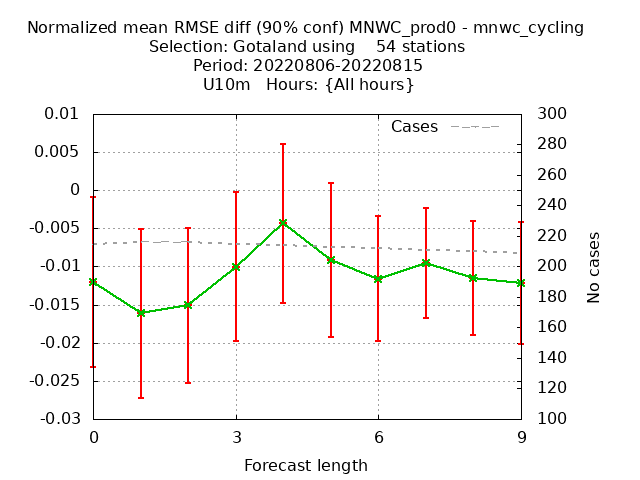 Normalized mean RMSE diff (90% conf) MNWC_prod0 - mnwc_cycling
Selection: Gotaland using    54 stations
Period: 20220806-20220815
U10m   Hours: {All hours}
0.01
0.005
0
-0.005
-0.01
-0.015
-0.02
-0.025
-0.03
Cases
300
280
260
240
220
200
180
160
140
120
100
No cases
0 3 6 9
Forecast length